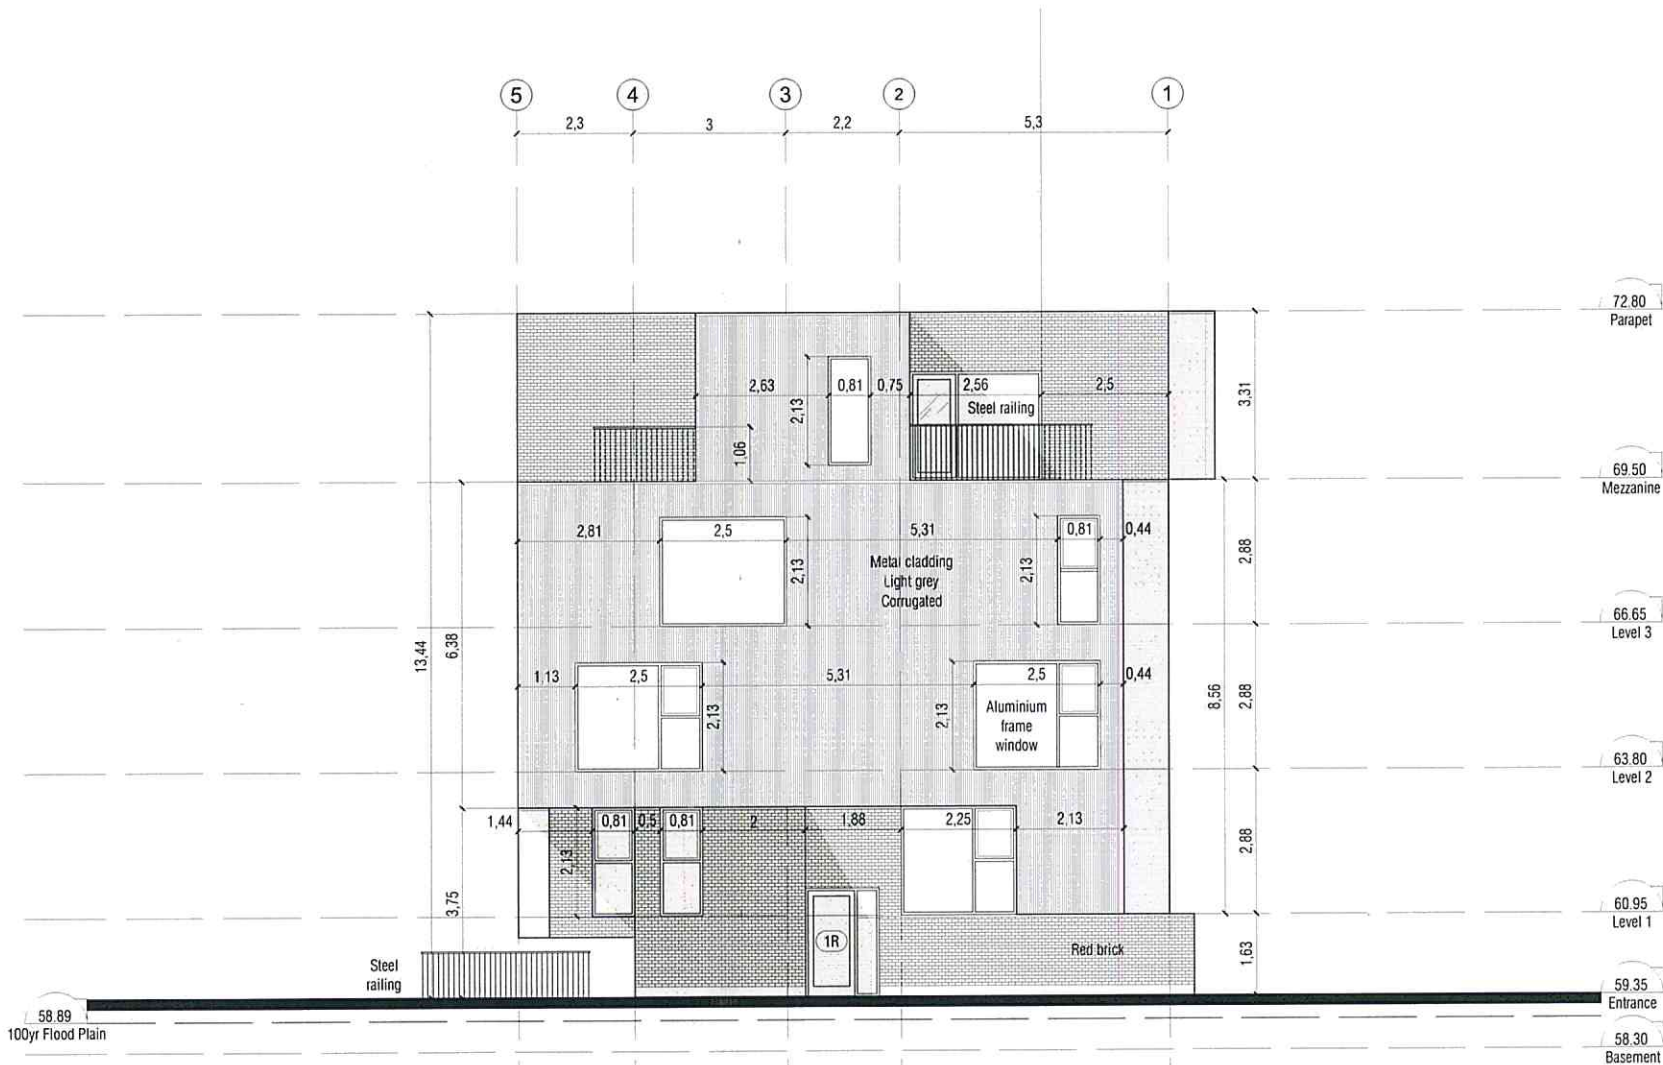 5 4 3 2 1
2,3 3 2,2 5,3
72.80
Parapet
2,63 2,13 0,81 0,75 2,56 2,5
Steel railing
3,31
1,06
69.50
Mezzanine
2,81 2,5 2,13 5,31 2,13 0,81 0,44
Metal cladding
Light grey
Corrugated
2,88
66.65
Level 3
13,44 6,38
1,13 2,5 2,13 5,31 2,13 2,5 0,44
Aluminium
frame
window
8,56 2,88
63.80
Level 2
1,44 0,81 0,5 0,81 2 1,88 2,25 2,13
2,13
2,88
3,75
60.95
Level 1
1R
Red brick
1,63
Steel
railing
59.35
Entrance
58.89
100yr Flood Plain
58.30
Basement